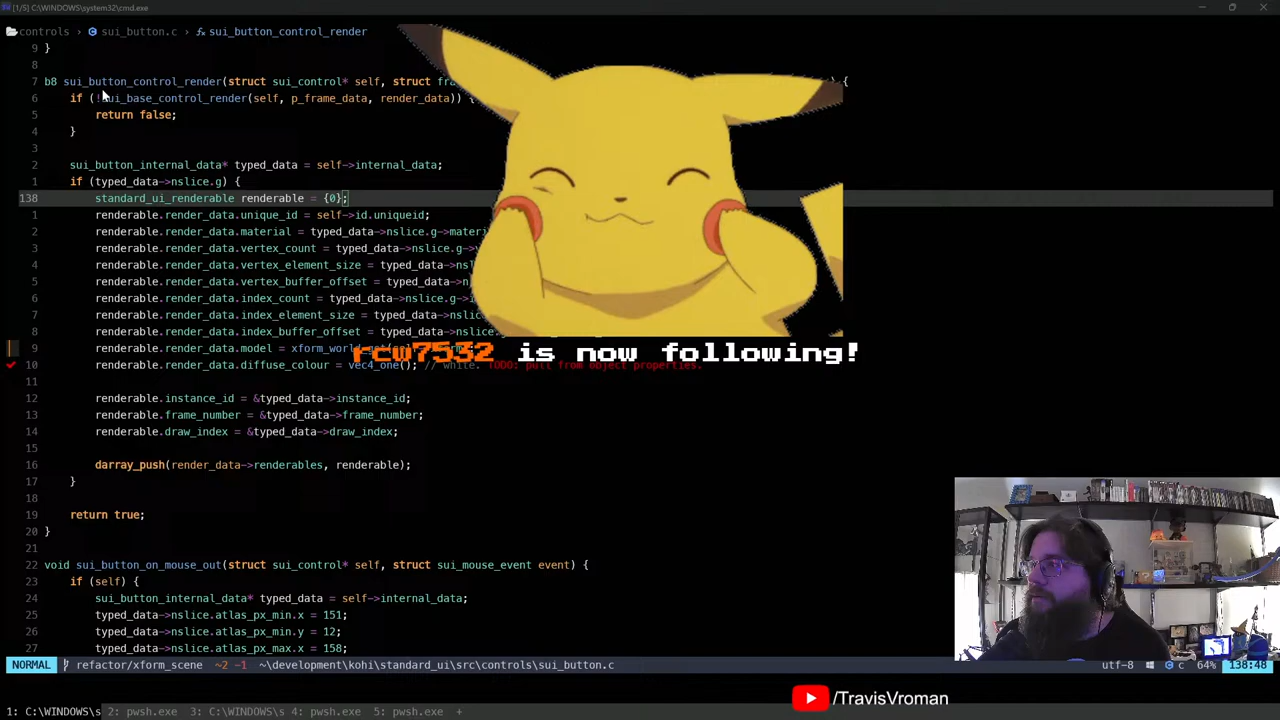 [1/5] C:\WINDOWS\system32\cmd.exe
controls > C sui_button.c > fx sui_button_control_render
9 }
8
7 b8 sui_button_control_render(struct sui_control* self, struct {
6 if (!sui_base_control_render(self, p_frame_data, render_data)) {
5 return false;
4 }
3
2 sui_button_internal_data* typed_data = self->internal_data;
1 if (typed_data->nslice.g) {
138 standard_ui_renderable renderable = {0};
1 renderable.render_data.unique_id = self->id.uniqueid;
2 renderable.render_data.material = typed_data->nslice.g->
3 renderable.render_data.vertex_count = typed_data->nslice.g->
4 renderable.render_data.vertex_element_size =
5 renderable.render_data.vertex_buffer_offset =
6 renderable.render_data.index_count = typed_data->nslice.g->
7 renderable.render_data.index_element_size =
8 renderable.render_data.index_buffer_offset =
9 renderable.render_data.model =
rcw7532 is now following!
10 renderable.render_data.diffuse_colour = vec4_one(); // white. TODO: pull from object properties.
11
12 renderable.instance_id = &typed_data->instance_id;
13 renderable.frame_number = &typed_data->frame_number;
14 renderable.draw_index = &typed_data->draw_index;
15
16 darray_push(render_data->renderables, renderable);
17 }
18
19 return true;
20 }
21
22 void sui_button_on_mouse_out(struct sui_control* self, struct sui_mouse_event event) {
23 if (self) {
24 sui_button_internal_data* typed_data = self->internal_data;
25 typed_data->nslice.atlas_px_min.x = 151;
26 typed_data->nslice.atlas_px_min.y = 12;
27 typed_data->nslice.atlas_px_max.x = 158;
NORMAL refactor/xform_scene ~2 -1 ~\development\kohi\standard_ui\src\controls\sui_button.c utf-8 C c 64% 138:48
/TravisVroman
1: C:\WINDOWS\s 2: pwsh.exe 3: C:\WINDOWS\s 4: pwsh.exe 5: pwsh.exe +